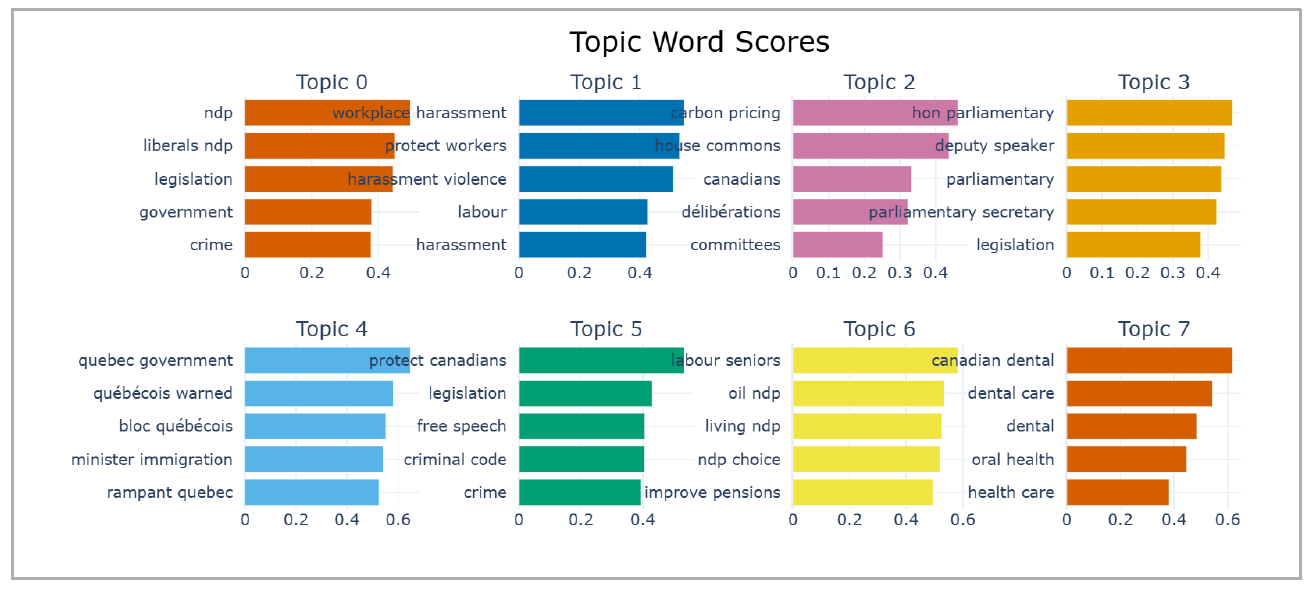 Topic Word Scores
Topic 0
Topic 1
Topic 2
Topic 3
ndp
workplace harassment
carbon pricing
hon parliamentary
liberals ndp
protect workers
house commons
deputy speaker
legislation
harassment violence
canadians
parliamentary
government
labour
délibérations
parliamentary secretary
crime
harassment
committees
legislation
0 0.2 0.4
0 0.2 0.4
0 0.1 0.2 0.3 0.4
0 0.1 0.2 0.3 0.4
Topic 4
Topic 5
Topic 6
Topic 7
quebec government
protect canadians
labour seniors
canadian dental
québécois warned
legislation
oil ndp
dental care
bloc québécois
free speech
living ndp
dental
minister immigration
criminal code
ndp choice
oral health
rampant quebec
crime
improve pensions
health care
0 0.2 0.4 0.6
0 0.2 0.4
0 0.2 0.4 0.6
0 0.2 0.4 0.6